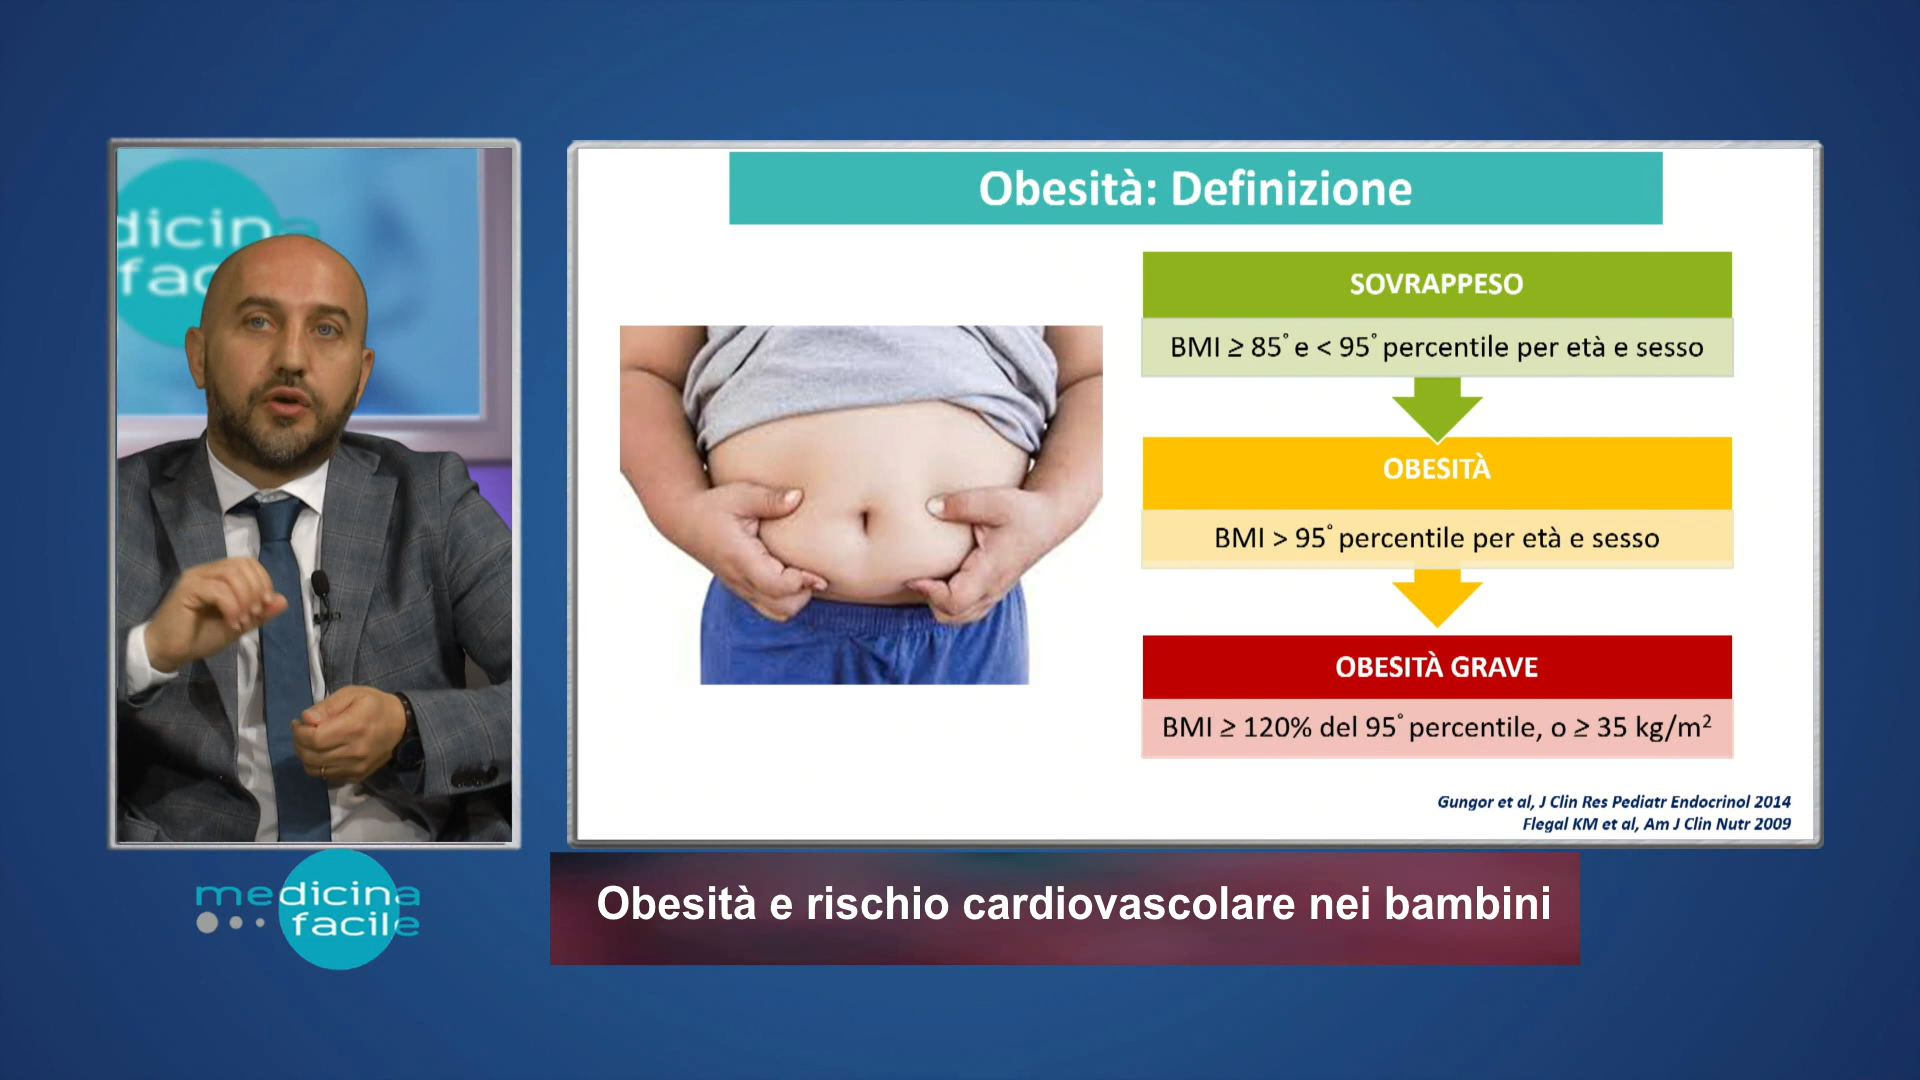 dicina
fac
Obesità: Definizione
SOVRAPPESO
BMI ≥ 85° e < 95° percentile per età e sesso
OBESITÀ
BMI > 95° percentile per età e sesso
OBESITÀ GRAVE
BMI ≥ 120% del 95° percentile, o ≥ 35 kg/m²
Gungor et al, J Clin Res Pediatr Endocrinol 2014
Flegal KM et al, Am J Clin Nutr 2009
medicina
facile
Obesità e rischio cardiovascolare nei bambini